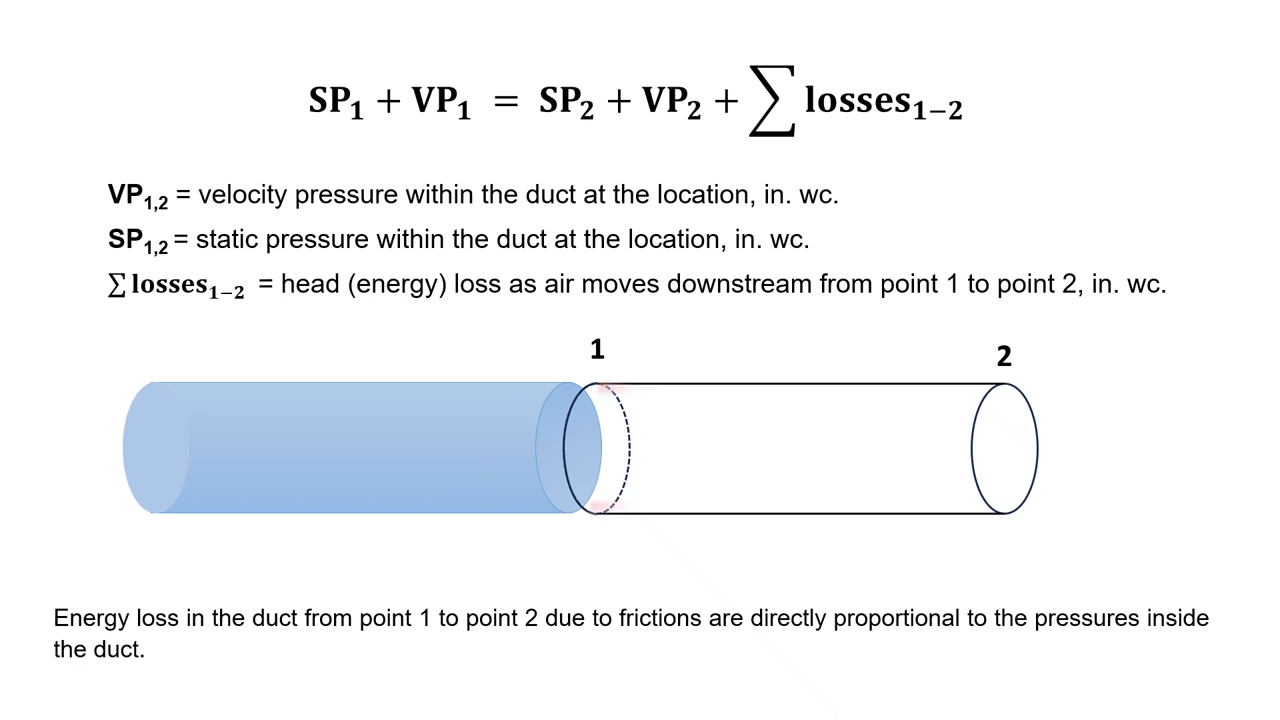 SP₁ + VP₁ = SP₂ + VP₂ + ∑ losses₁₋₂
VP₁,₂ = velocity pressure within the duct at the location, in. wc.
SP₁,₂ = static pressure within the duct at the location, in. wc.
∑ losses₁₋₂ = head (energy) loss as air moves downstream from point 1 to point 2, in. wc.
1
2
Energy loss in the duct from point 1 to point 2 due to frictions are directly proportional to the pressures inside
the duct.